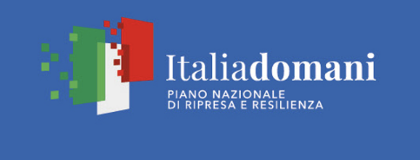 Italiadomani
PIANO NAZIONALE
DI RIPRESA E RESILIENZA